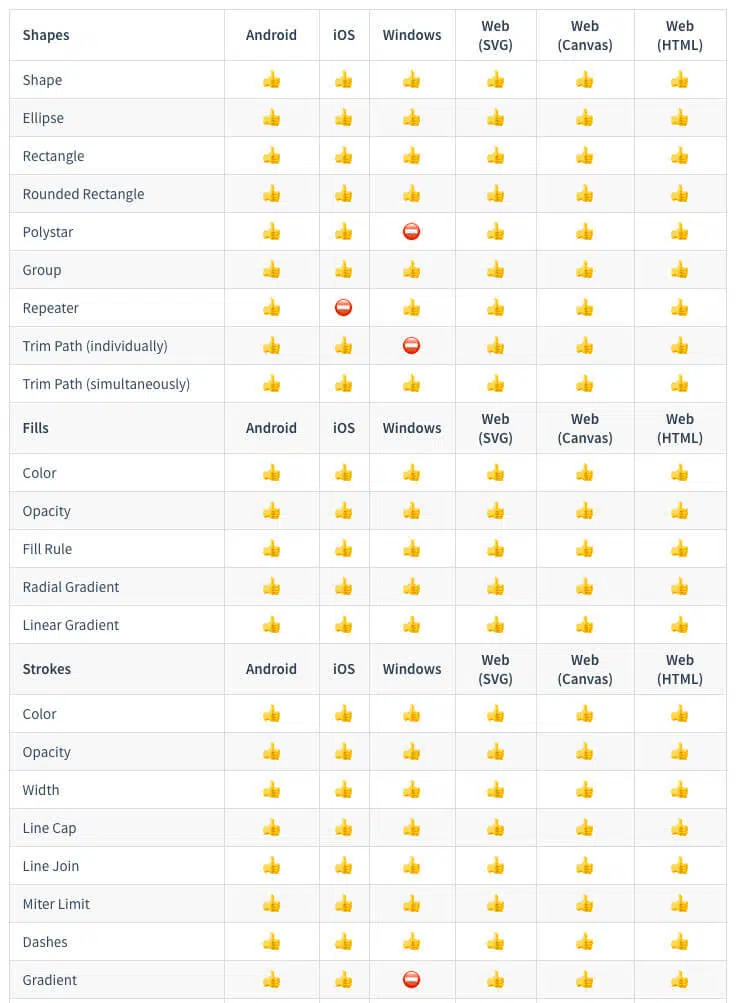 Shapes Android iOS Windows Web (SVG) Web (Canvas) Web (HTML)
Shape 👍 👍 👍 👍 👍 👍
Ellipse 👍 👍 👍 👍 👍 👍
Rectangle 👍 👍 👍 👍 👍 👍
Rounded Rectangle 👍 👍 👍 👍 👍 👍
Polystar 👍 👍 ⛔ 👍 👍 👍
Group 👍 👍 👍 👍 👍 👍
Repeater 👍 ⛔ 👍 👍 👍 👍
Trim Path (individually) 👍 👍 ⛔ 👍 👍 👍
Trim Path (simultaneously) 👍 👍 👍 👍 👍 👍
Fills Android iOS Windows Web (SVG) Web (Canvas) Web (HTML)
Color 👍 👍 👍 👍 👍 👍
Opacity 👍 👍 👍 👍 👍 👍
Fill Rule 👍 👍 👍 👍 👍 👍
Radial Gradient 👍 👍 👍 👍 👍 👍
Linear Gradient 👍 👍 👍 👍 👍 👍
Strokes Android iOS Windows Web (SVG) Web (Canvas) Web (HTML)
Color 👍 👍 👍 👍 👍 👍
Opacity 👍 👍 👍 👍 👍 👍
Width 👍 👍 👍 👍 👍 👍
Line Cap 👍 👍 👍 👍 👍 👍
Line Join 👍 👍 👍 👍 👍 👍
Miter Limit 👍 👍 👍 👍 👍 👍
Dashes 👍 👍 👍 👍 👍 👍
Gradient 👍 👍 ⛔ 👍 👍 👍